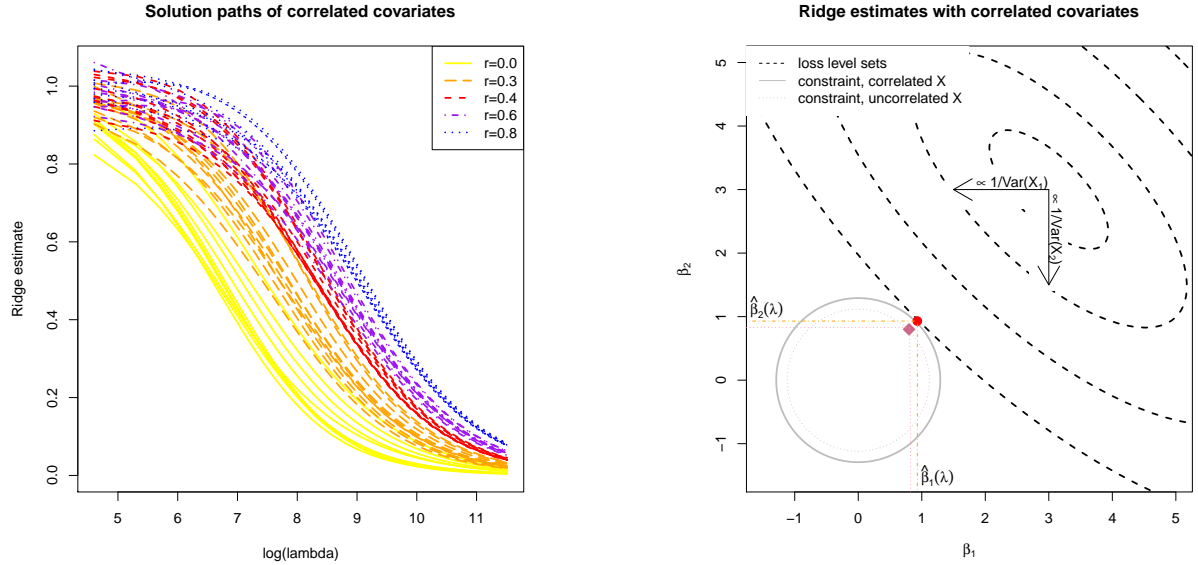 Solution paths of correlated covariates
r=0.0
r=0.3
r=0.4
r=0.6
r=0.8
Ridge estimate
1.0
0.8
0.6
0.4
0.2
0.0
5 6 7 8 9 10 11
log(lambda)
Ridge estimates with correlated covariates
loss level sets
constraint, correlated X
constraint, uncorrelated X
∝ 1/Var(X₁)
∝ 1/Var(X₂)
β₂
5
4
3
2
1
0
−1
β̂₂(λ)
β̂₁(λ)
−1 0 1 2 3 4 5
β₁